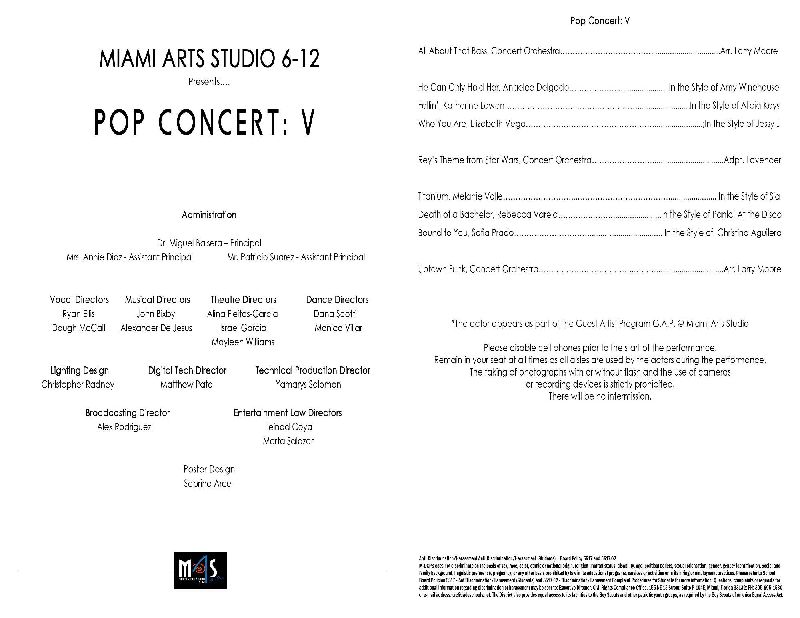 MIAMI ARTS STUDIO 6-12
Presents....
POP CONCERT: V
Administration
Dr. Miguel Balsera – Principal
Mrs. Annie Diaz - Assistant Principal Mr. Patricio Suarez - Assistant Principal
Vocal Directors Musical Directors Theatre Directors Dance Directors
Ryan Ellis John Bixby Alina Fleitas-Garcia Dana Scott
Dough McCall Alexander De Jesus Israel Garcia Monica Villar
Mayleen Williams
Lighting Design Digital Tech Director Technical Production Director
Christopher Radney Matthew Pata Yamarys Soloman
Broadcasting Director Entertainment Law Directors
Alex Rodriguez Coya
Marta Salazar
Poster Design
Sabrina Arce
MAS
Pop Concert: V
All About That Bass, Concert Orchestra....Arr. Larry Moore
He Can Only Hold Her, Delgado....In the Style of Amy Winehouse
Fallin', Katherine Lawen....In the Style of Alicia Keys
Who You Are, Elizabeth Vega....In the Style of Jessy J.
Rey's Theme from Star Wars, Concert Orchestra....Adpt. Lavender
Titanium, Melanie Valle....In the Style of Sia
Death of a Bachelor, Rebecca Varela....In the Style of Panic! At the Disco
Bound to You, Sofia Prado....In the Style of Christina Aguilera
Uptown Funk, Concert Orchestra....Arr. Larry Moore
*The actor appears as part of the Guest Artist Program G.A.P. @ Miami Arts Studio
Please disable cell phones prior to the start of the performance.
Remain in your seat at all times as all aisles are used by the actors during the performance.
The taking of photographs with or without flash and the use of cameras
or recording devices is strictly prohibited.
There will be no intermission.